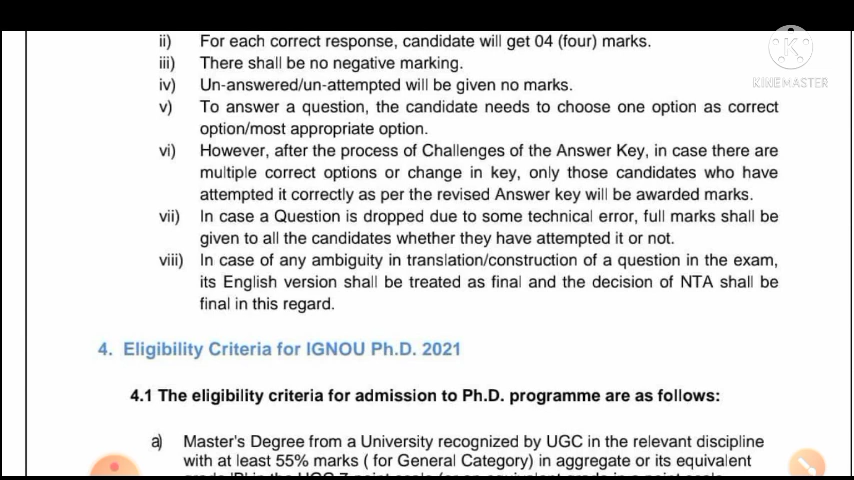 ii) For each correct response, candidate will get 04 (four) marks.
iii) There shall be no negative marking.
iv) Un-answered/un-attempted will be given no marks.
v) To answer a question, the candidate needs to choose one option as correct
option/most appropriate option.
vi) However, after the process of Challenges of the Answer Key, in case there are
multiple correct options or change in key, only those candidates who have
attempted it correctly as per the revised Answer key will be awarded marks.
vii) In case a Question is dropped due to some technical error, full marks shall be
given to all the candidates whether they have attempted it or not.
viii) In case of any ambiguity in translation/construction of a question in the exam,
its English version shall be treated as final and the decision of NTA shall be
final in this regard.
4. Eligibility Criteria for IGNOU Ph.D. 2021
4.1 The eligibility criteria for admission to Ph.D. programme are as follows:
a) Master's Degree from a University recognized by UGC in the relevant discipline
with at least 55% marks ( for General Category) in aggregate or its equivalent
KINEMASTER